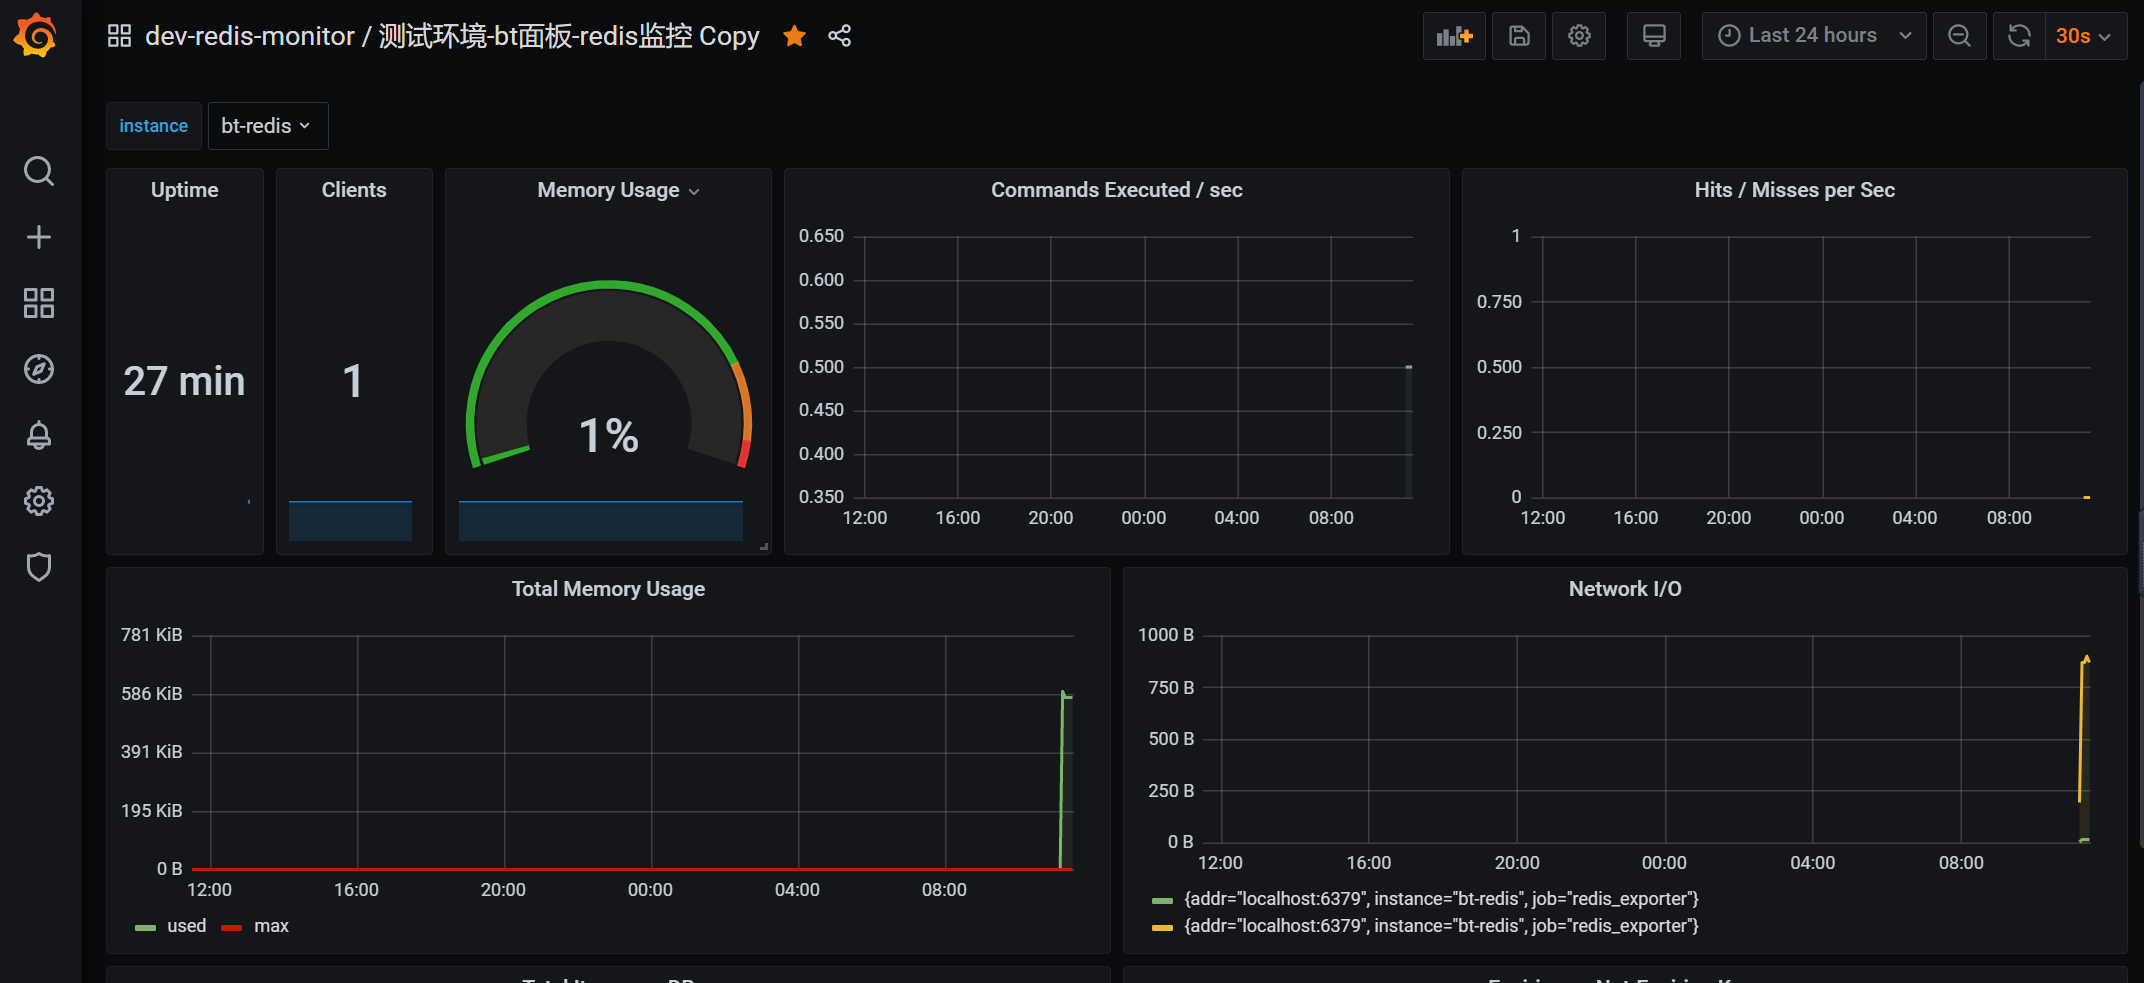 dev-redis-monitor / 测试环境-bt面板-redis监控 Copy
Last 24 hours
30s
instance
bt-redis
Uptime
27 min
Clients
1
Memory Usage
1%
Commands Executed / sec
0.650
0.600
0.550
0.500
0.450
0.400
0.350
12:00 16:00 20:00 00:00 04:00 08:00
Hits / Misses per Sec
1
0.750
0.500
0.250
0
12:00 16:00 20:00 00:00 04:00 08:00
Total Memory Usage
781 KiB
586 KiB
391 KiB
195 KiB
0 B
12:00 16:00 20:00 00:00 04:00 08:00
used max
Network I/O
1000 B
750 B
500 B
250 B
0 B
12:00 16:00 20:00 00:00 04:00 08:00
{addr="localhost:6379", instance="bt-redis", job="redis_exporter"}
{addr="localhost:6379", instance="bt-redis", job="redis_exporter"}